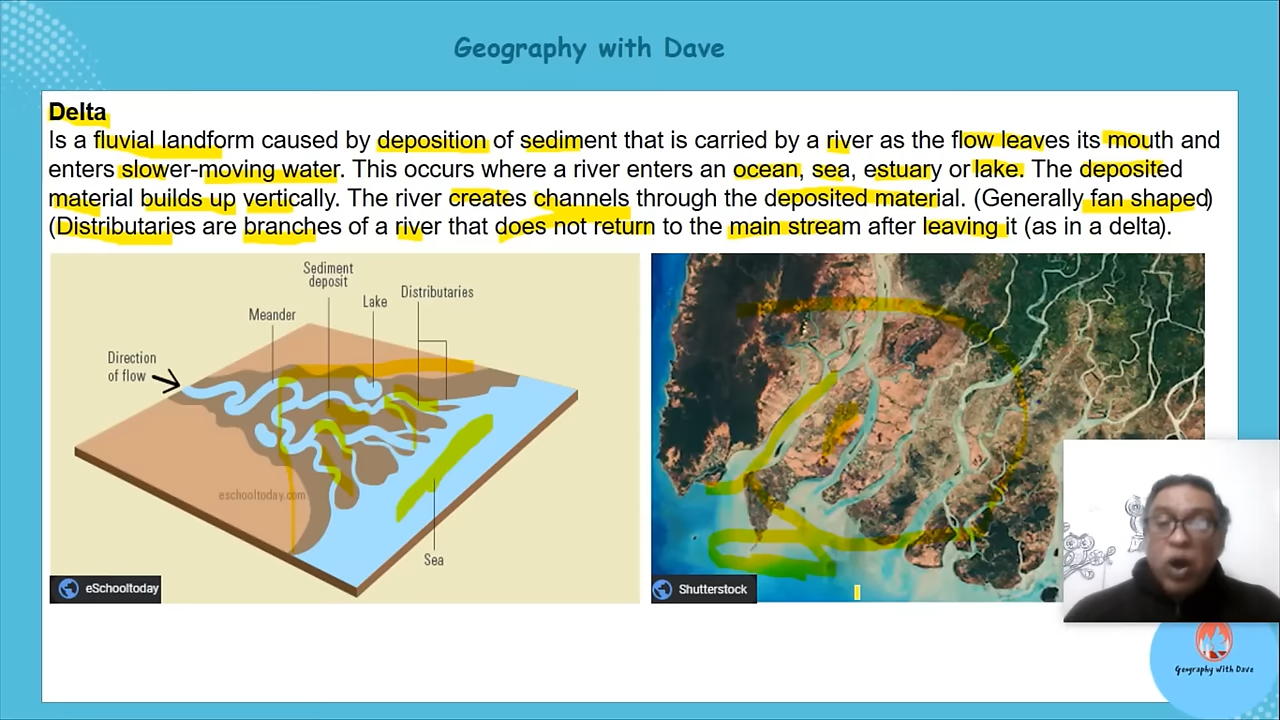 Geography with Dave
Delta
Is a fluvial landform caused by deposition of sediment that is carried by a river as the flow leaves its mouth and
enters slower-moving water. This occurs where a river enters an ocean, sea, estuary or lake. The deposited
material builds up vertically. The river creates channels through the deposited material. (Generally fan shaped)
(Distributaries are branches of a river that does not return to the main stream after leaving it (as in a delta).
Sediment
deposit
Lake
Distributaries
Meander
Direction
of flow
eschooltoday.com
Sea
eSchooltoday
Shutterstock
Geography with Dave